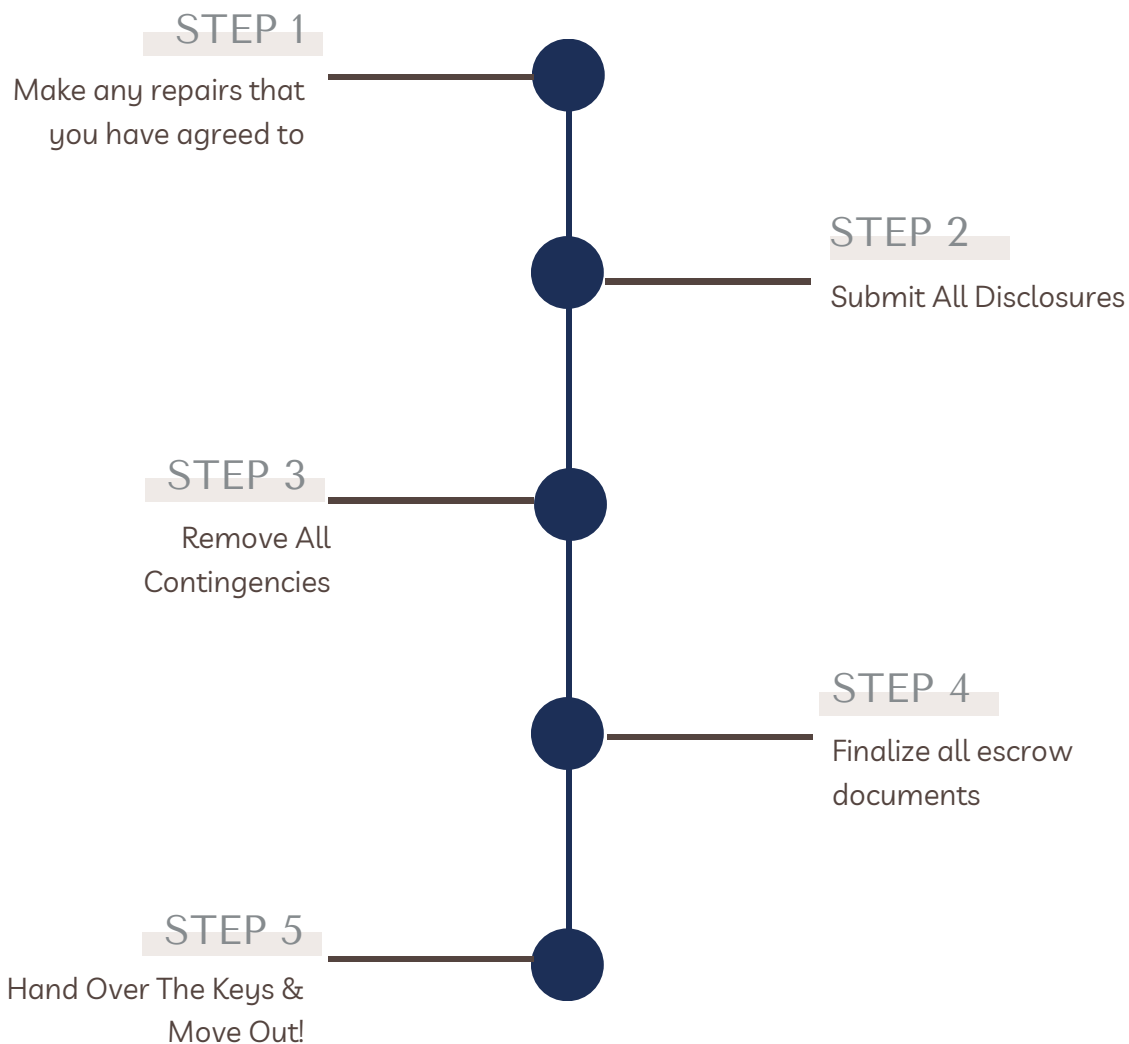 STEP 1
Make any repairs that
you have agreed to
STEP 2
Submit All Disclosures
STEP 3
Remove All
Contingencies
STEP 4
Finalize all escrow
documents
STEP 5
Hand Over The Keys &
Move Out!